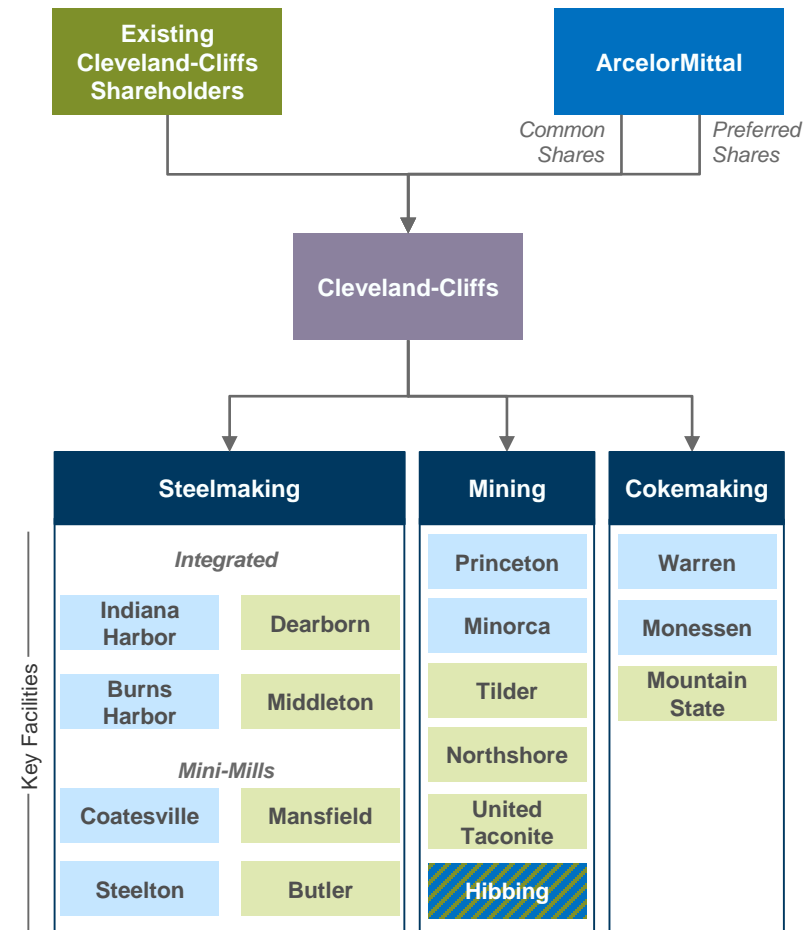 Existing
Cleveland-Cliffs
Shareholders
ArcelorMittal
Common
Shares
Preferred
Shares
Cleveland-Cliffs
Steelmaking
Mining
Cokemaking
Key Facilities
Integrated
Indiana
Harbor
Dearborn
Burns
Harbor
Middleton
Mini-Mills
Coatesville
Mansfield
Steelton
Butler
Princeton
Minorca
Tilder
Northshore
United
Taconite
Hibbing
Warren
Monessen
Mountain
State